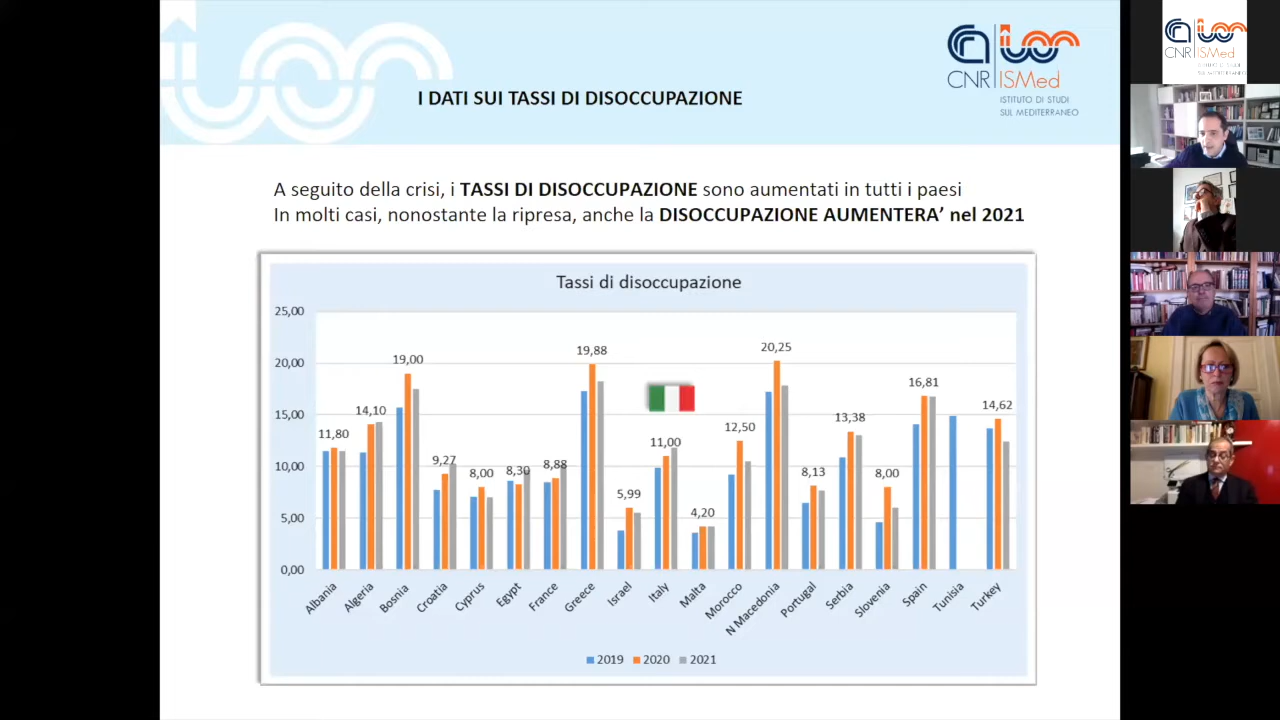 I DATI SUI TASSI DI DISOCCUPAZIONE
CNR ISMed
ISTITUTO DI STUDI
SUL MEDITERRANEO
CNR ISMed
A seguito della crisi, i TASSI DI DISOCCUPAZIONE sono aumentati in tutti i paesi
In molti casi, nonostante la ripresa, anche la DISOCCUPAZIONE AUMENTERA’ nel 2021
Tassi di disoccupazione
25,00
20,00
15,00
10,00
5,00
0,00
11,80
14,10
19,00
9,27
8,00
8,30
8,88
19,88
5,99
11,00
4,20
12,50
20,25
8,13
13,38
8,00
16,81
14,62
Albania
Algeria
Bosnia
Croatia
Cyprus
Egypt
France
Greece
Israel
Italy
Malta
Morocco
N Macedonia
Portugal
Serbia
Slovenia
Spain
Tunisia
Turkey
2019 2020 2021